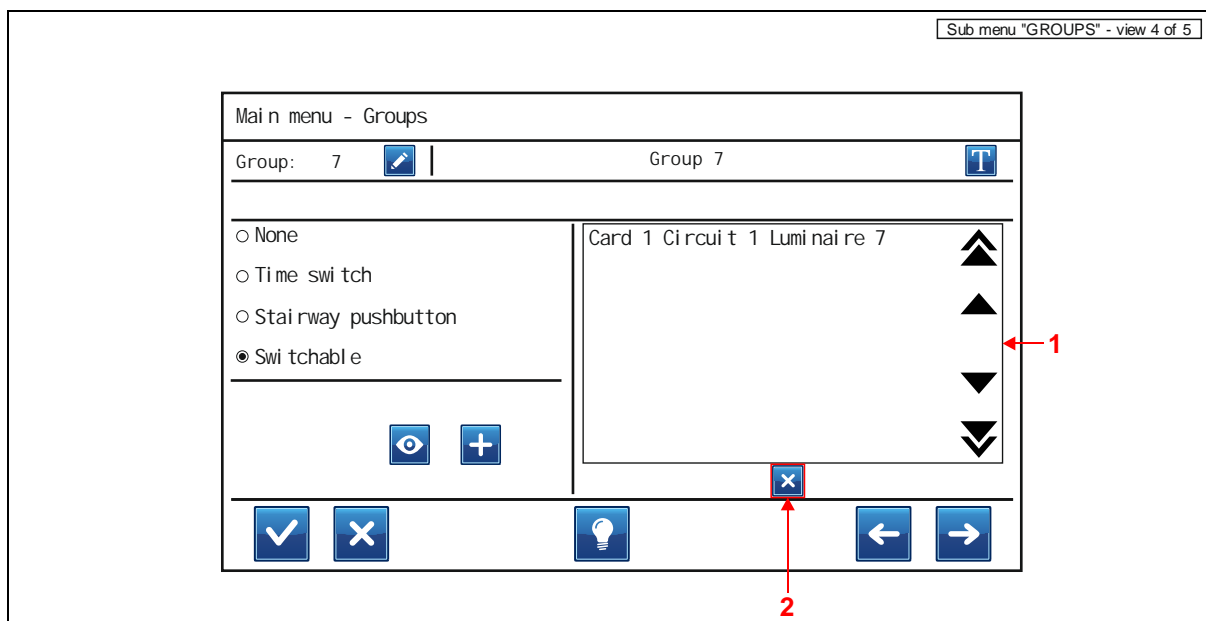 Sub menu "GROUPS" - view 4 of 5
Main menu - Groups
Group: 7 Group 7 T
None
Card 1 Circuit 1 Luminaire 7
Time switch
Stairway pushbutton
Switchable
1
2